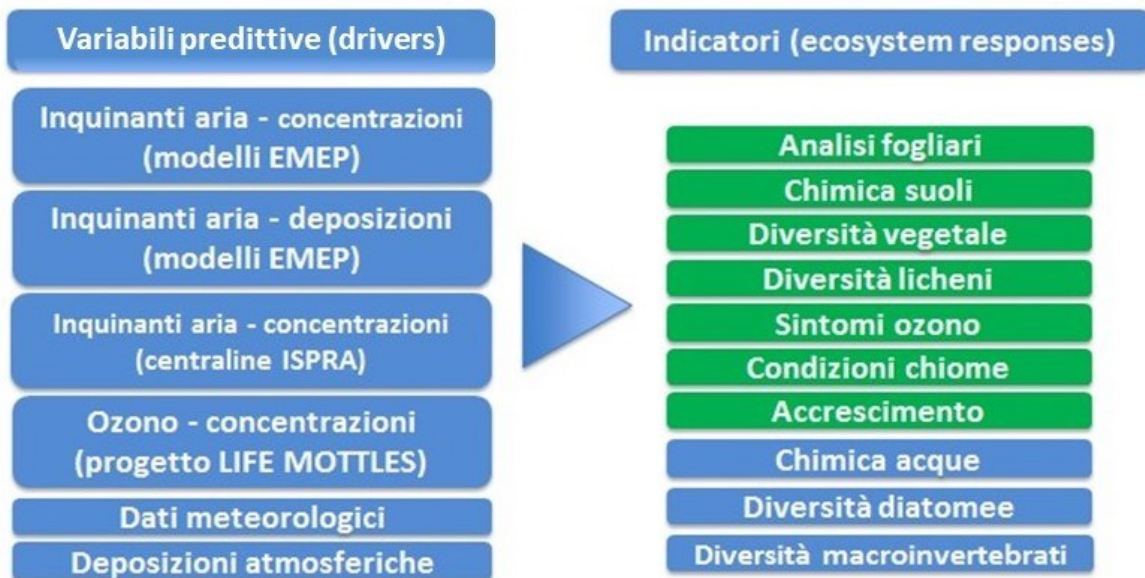 Variabili predittive (drivers)
Inquinanti aria - concentrazioni
(modelli EMEP)
Inquinanti aria - deposizioni
(modelli EMEP)
Inquinanti aria - concentrazioni
(centraline ISPRA)
Ozono - concentrazioni
(progetto LIFE MOTTLES)
Dati meteorologici
Deposizioni atmosferiche
Indicatori (ecosystem responses)
Analisi fogliari
Chimica suoli
Diversità vegetale
Diversità licheni
Sintomi ozono
Condizioni chiome
Accrescimento
Chimica acque
Diversità diatomee
Diversità macroinvertebrati